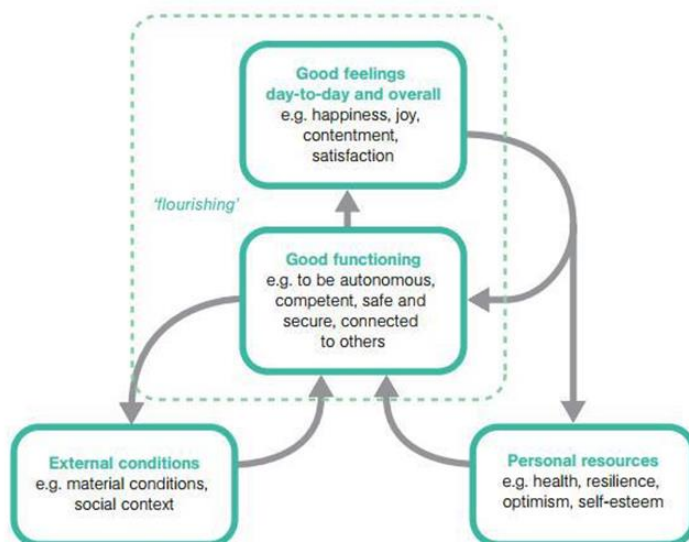 Good feelings
day-to-day and overall
e.g. happiness, joy,
contentment,
satisfaction
'flourishing'
Good functioning
e.g. to be autonomous,
competent, safe and
secure, connected
to others
External conditions
e.g. material conditions,
social context
Personal resources
e.g. health, resilience,
optimism, self-esteem